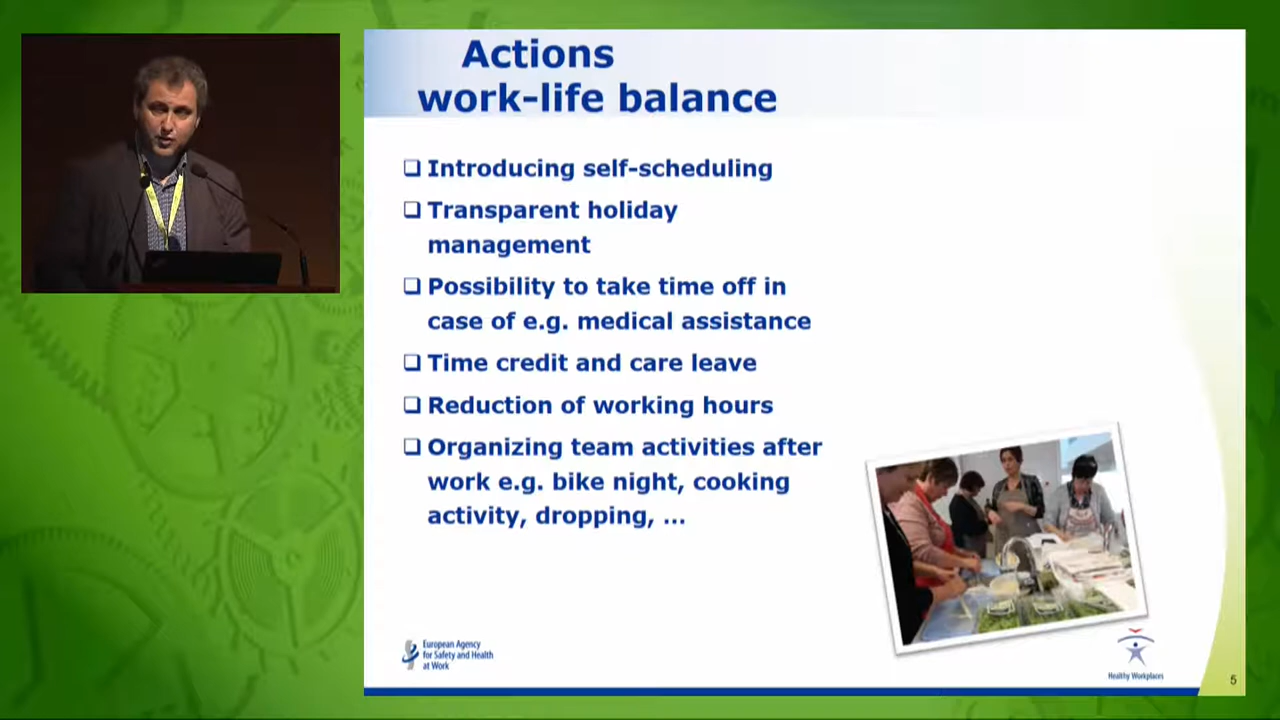 Actions
work-life balance
❑ Introducing self-scheduling
❑ Transparent holiday
management
❑ Possibility to take time off in
case of e.g. medical assistance
❑ Time credit and care leave
❑ Reduction of working hours
❑ Organizing team activities after
work e.g. bike night, cooking
activity, dropping, ...
European Agency
for Safety and Health
at Work
Healthy Workplaces
5